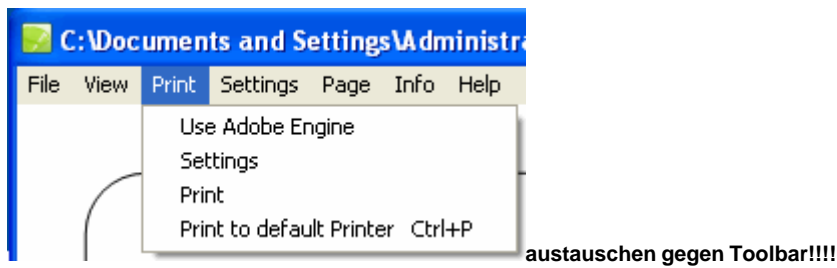 C:\Documents and Settings\Administr
File View Print Settings Page Info Help
Use Adobe Engine
Settings
Print
Print to default Printer Ctrl+P
austauschen gegen Toolbar!!!!